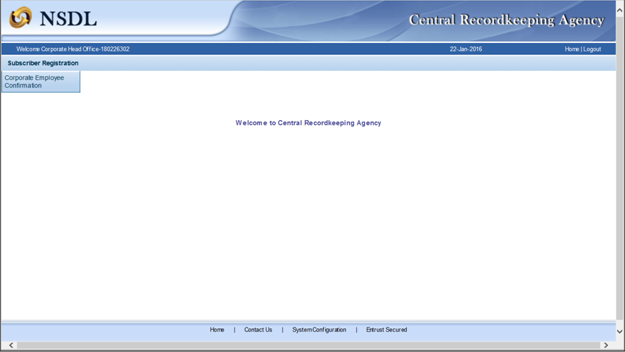 NSDL
Central Recordkeeping Agency
Welcome Corporate Head Office-180226302 22-Jan-2016 Home | Logout
Subscriber Registration
Corporate Employee
Confirmation
Welcome to Central Recordkeeping Agency
Home | Contact Us | System Configuration | Entrust Secured